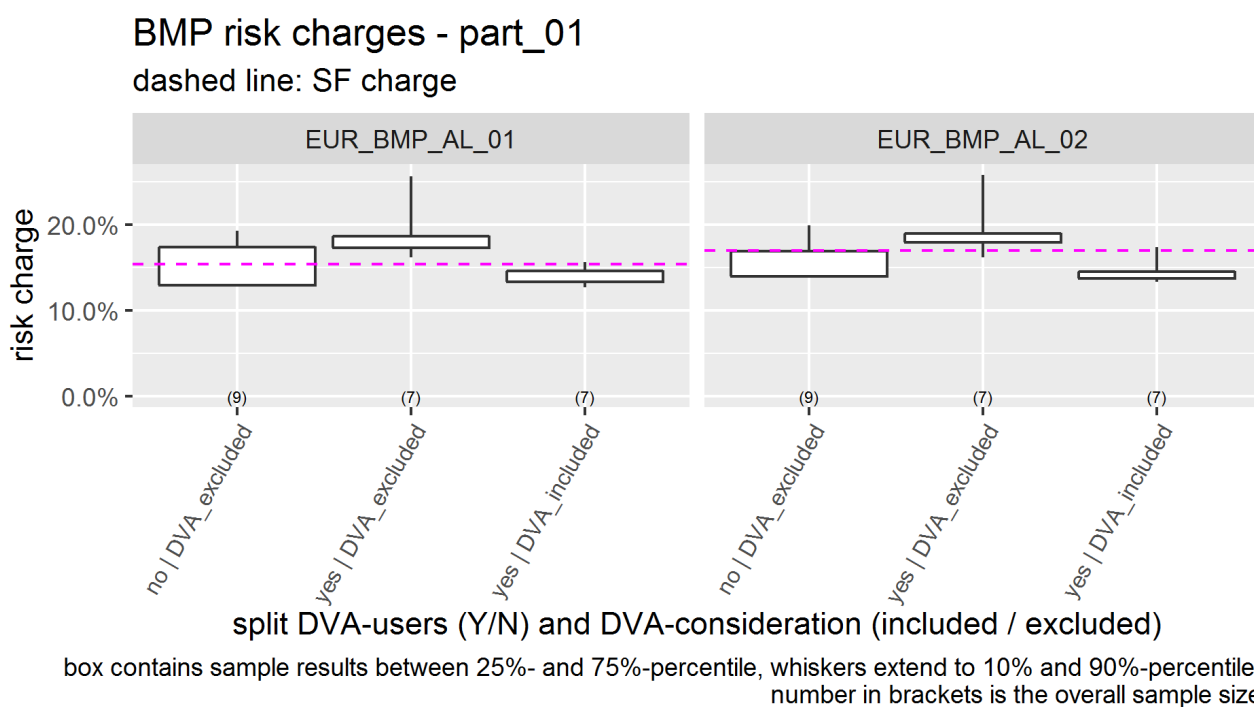 BMP risk charges - part_01
dashed line: SF charge
EUR_BMP_AL_01
EUR_BMP_AL_02
risk charge
20.0%
10.0%
0.0%
(9)
(7)
(7)
(9)
(7)
(7)
no | DVA_excluded
yes | DVA_excluded
yes | DVA_included
no | DVA_excluded
yes | DVA_excluded
yes | DVA_included
split DVA-users (Y/N) and DVA-consideration (included / excluded)
box contains sample results between 25%- and 75%-percentile, whiskers extend to 10% and 90%-percentile
number in brackets is the overall sample size